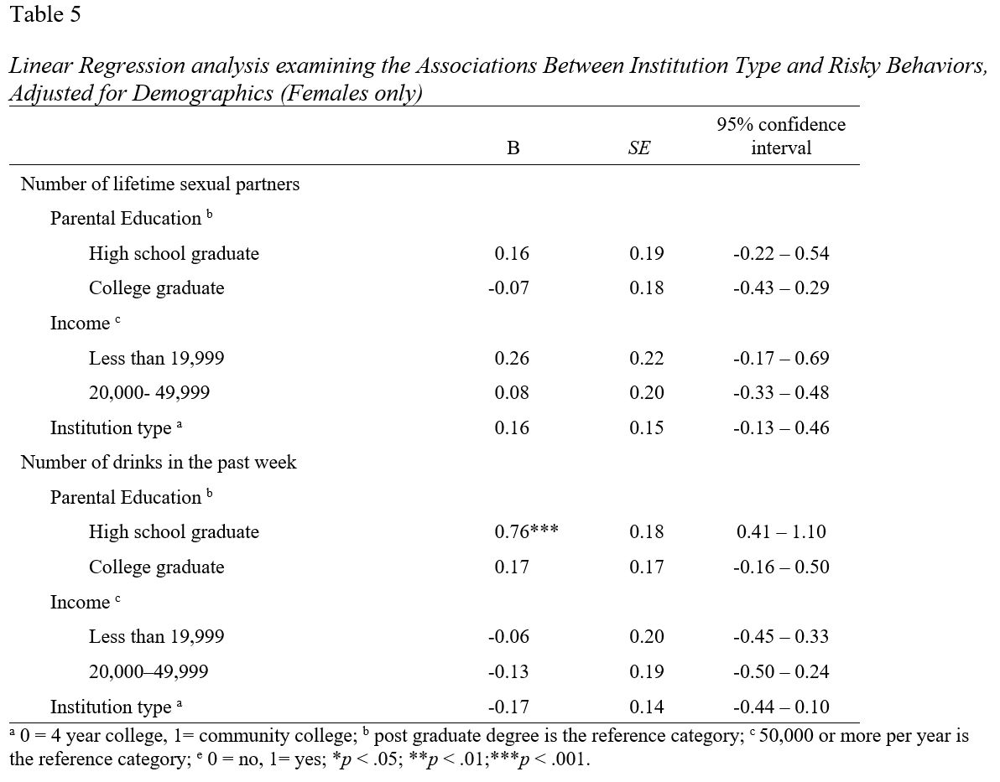 Table 5
Linear Regression analysis examining the Associations Between Institution Type and Risky Behaviors,
Adjusted for Demographics (Females only)
B SE 95% confidence interval
Number of lifetime sexual partners
Parental Education b
High school graduate 0.16 0.19 -0.22 – 0.54
College graduate -0.07 0.18 -0.43 – 0.29
Income c
Less than 19,999 0.26 0.22 -0.17 – 0.69
20,000- 49,999 0.08 0.20 -0.33 – 0.48
Institution type a 0.16 0.15 -0.13 – 0.46
Number of drinks in the past week
Parental Education b
High school graduate 0.76*** 0.18 0.41 – 1.10
College graduate 0.17 0.17 -0.16 – 0.50
Income c
Less than 19,999 -0.06 0.20 -0.45 – 0.33
20,000–49,999 -0.13 0.19 -0.50 – 0.24
Institution type a -0.17 0.14 -0.44 – 0.10
a 0 = 4 year college, 1= community college; b post graduate degree is the reference category; c 50,000 or more per year is
the reference category; e 0 = no, 1= yes; *p < .05; **p < .01;***p < .001.